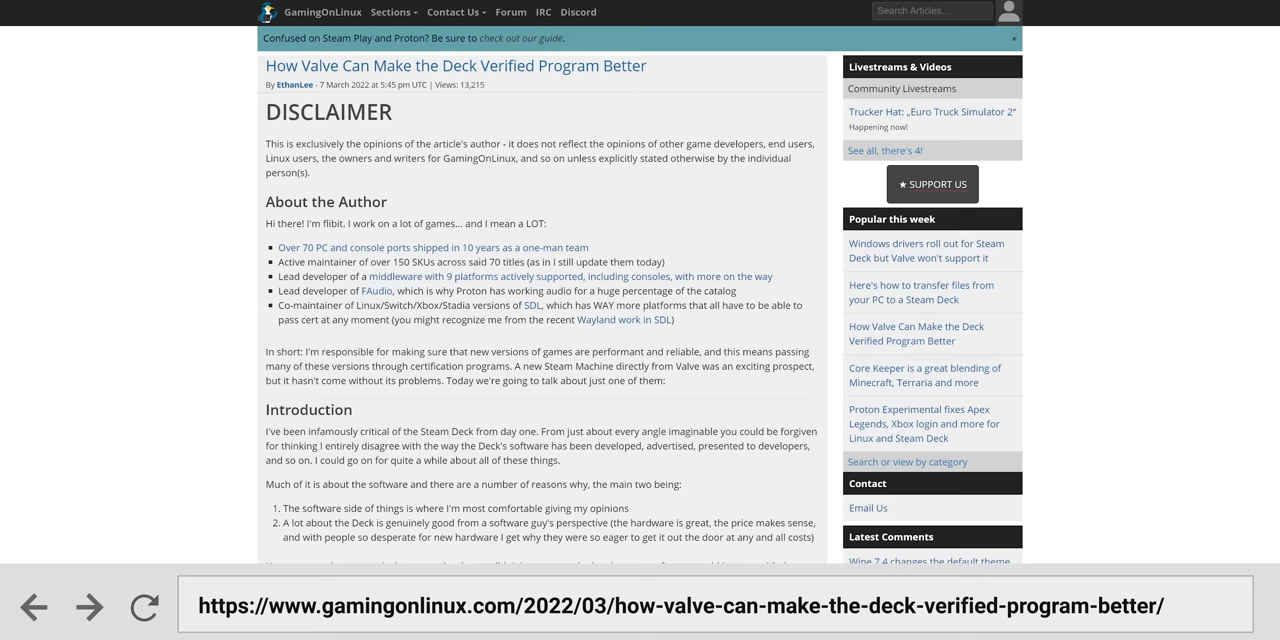 GamingOnLinux Sections Contact Us Forum IRC Discord
Search Articles…
Confused on Steam Play and Proton? Be sure to check out our guide.
×
How Valve Can Make the Deck Verified Program Better
By EthanLee - 7 March 2022 at 5:45 pm UTC | Views: 13,215
DISCLAIMER
This is exclusively the opinions of the article's author - it does not reflect the opinions of other game developers, end users,
Linux users, the owners and writers for GamingOnLinux, and so on unless explicitly stated otherwise by the individual
person(s).
About the Author
Hi there! I'm flibit. I work on a lot of games... and I mean a LOT:
Over 70 PC and console ports shipped in 10 years as a one-man team
Active maintainer of over 150 SKUs across said 70 titles (as in I still update them today)
Lead developer of a middleware with 9 platforms actively supported, including consoles, with more on the way
Lead developer of FAudio, which is why Proton has working audio for a huge percentage of the catalog
Co-maintainer of Linux/Switch/Xbox/Stadia versions of SDL, which has WAY more platforms that all have to be able to
pass cert at any moment (you might recognize me from the recent Wayland work in SDL)
In short: I'm responsible for making sure that new versions of games are performant and reliable, and this means passing
many of these versions through certification programs. A new Steam Machine directly from Valve was an exciting prospect,
but it hasn't come without its problems. Today we're going to talk about just one of them:
Introduction
I've been infamously critical of the Steam Deck from day one. From just about every angle imaginable you could be forgiven
for thinking I entirely disagree with the way the Deck's software has been developed, advertised, presented to developers,
and so on. I could go on for quite a while about all of these things.
Much of it is about the software and there are a number of reasons why, the main two being:
1. The software side of things is where I'm most comfortable giving my opinions
2. A lot about the Deck is genuinely good from a software guy's perspective (the hardware is great, the price makes sense,
and with people so desperate for new hardware I get why they were so eager to get it out the door at any and all costs)
Livestreams & Videos
Community Livestreams
Trucker Hat: „Euro Truck Simulator 2“
Happening now!
See all, there's 4!
★ SUPPORT US
Popular this week
Windows drivers roll out for Steam
Deck but Valve won't support it
Here's how to transfer files from
your PC to a Steam Deck
How Valve Can Make the Deck
Verified Program Better
Core Keeper is a great blending of
Minecraft, Terraria and more
Proton Experimental fixes Apex
Legends, Xbox login and more for
Linux and Steam Deck
Search or view by category
Contact
Email Us
Latest Comments
Wine 7.4 changes the default theme
https://www.gamingonlinux.com/2022/03/how-valve-can-make-the-deck-verified-program-better/